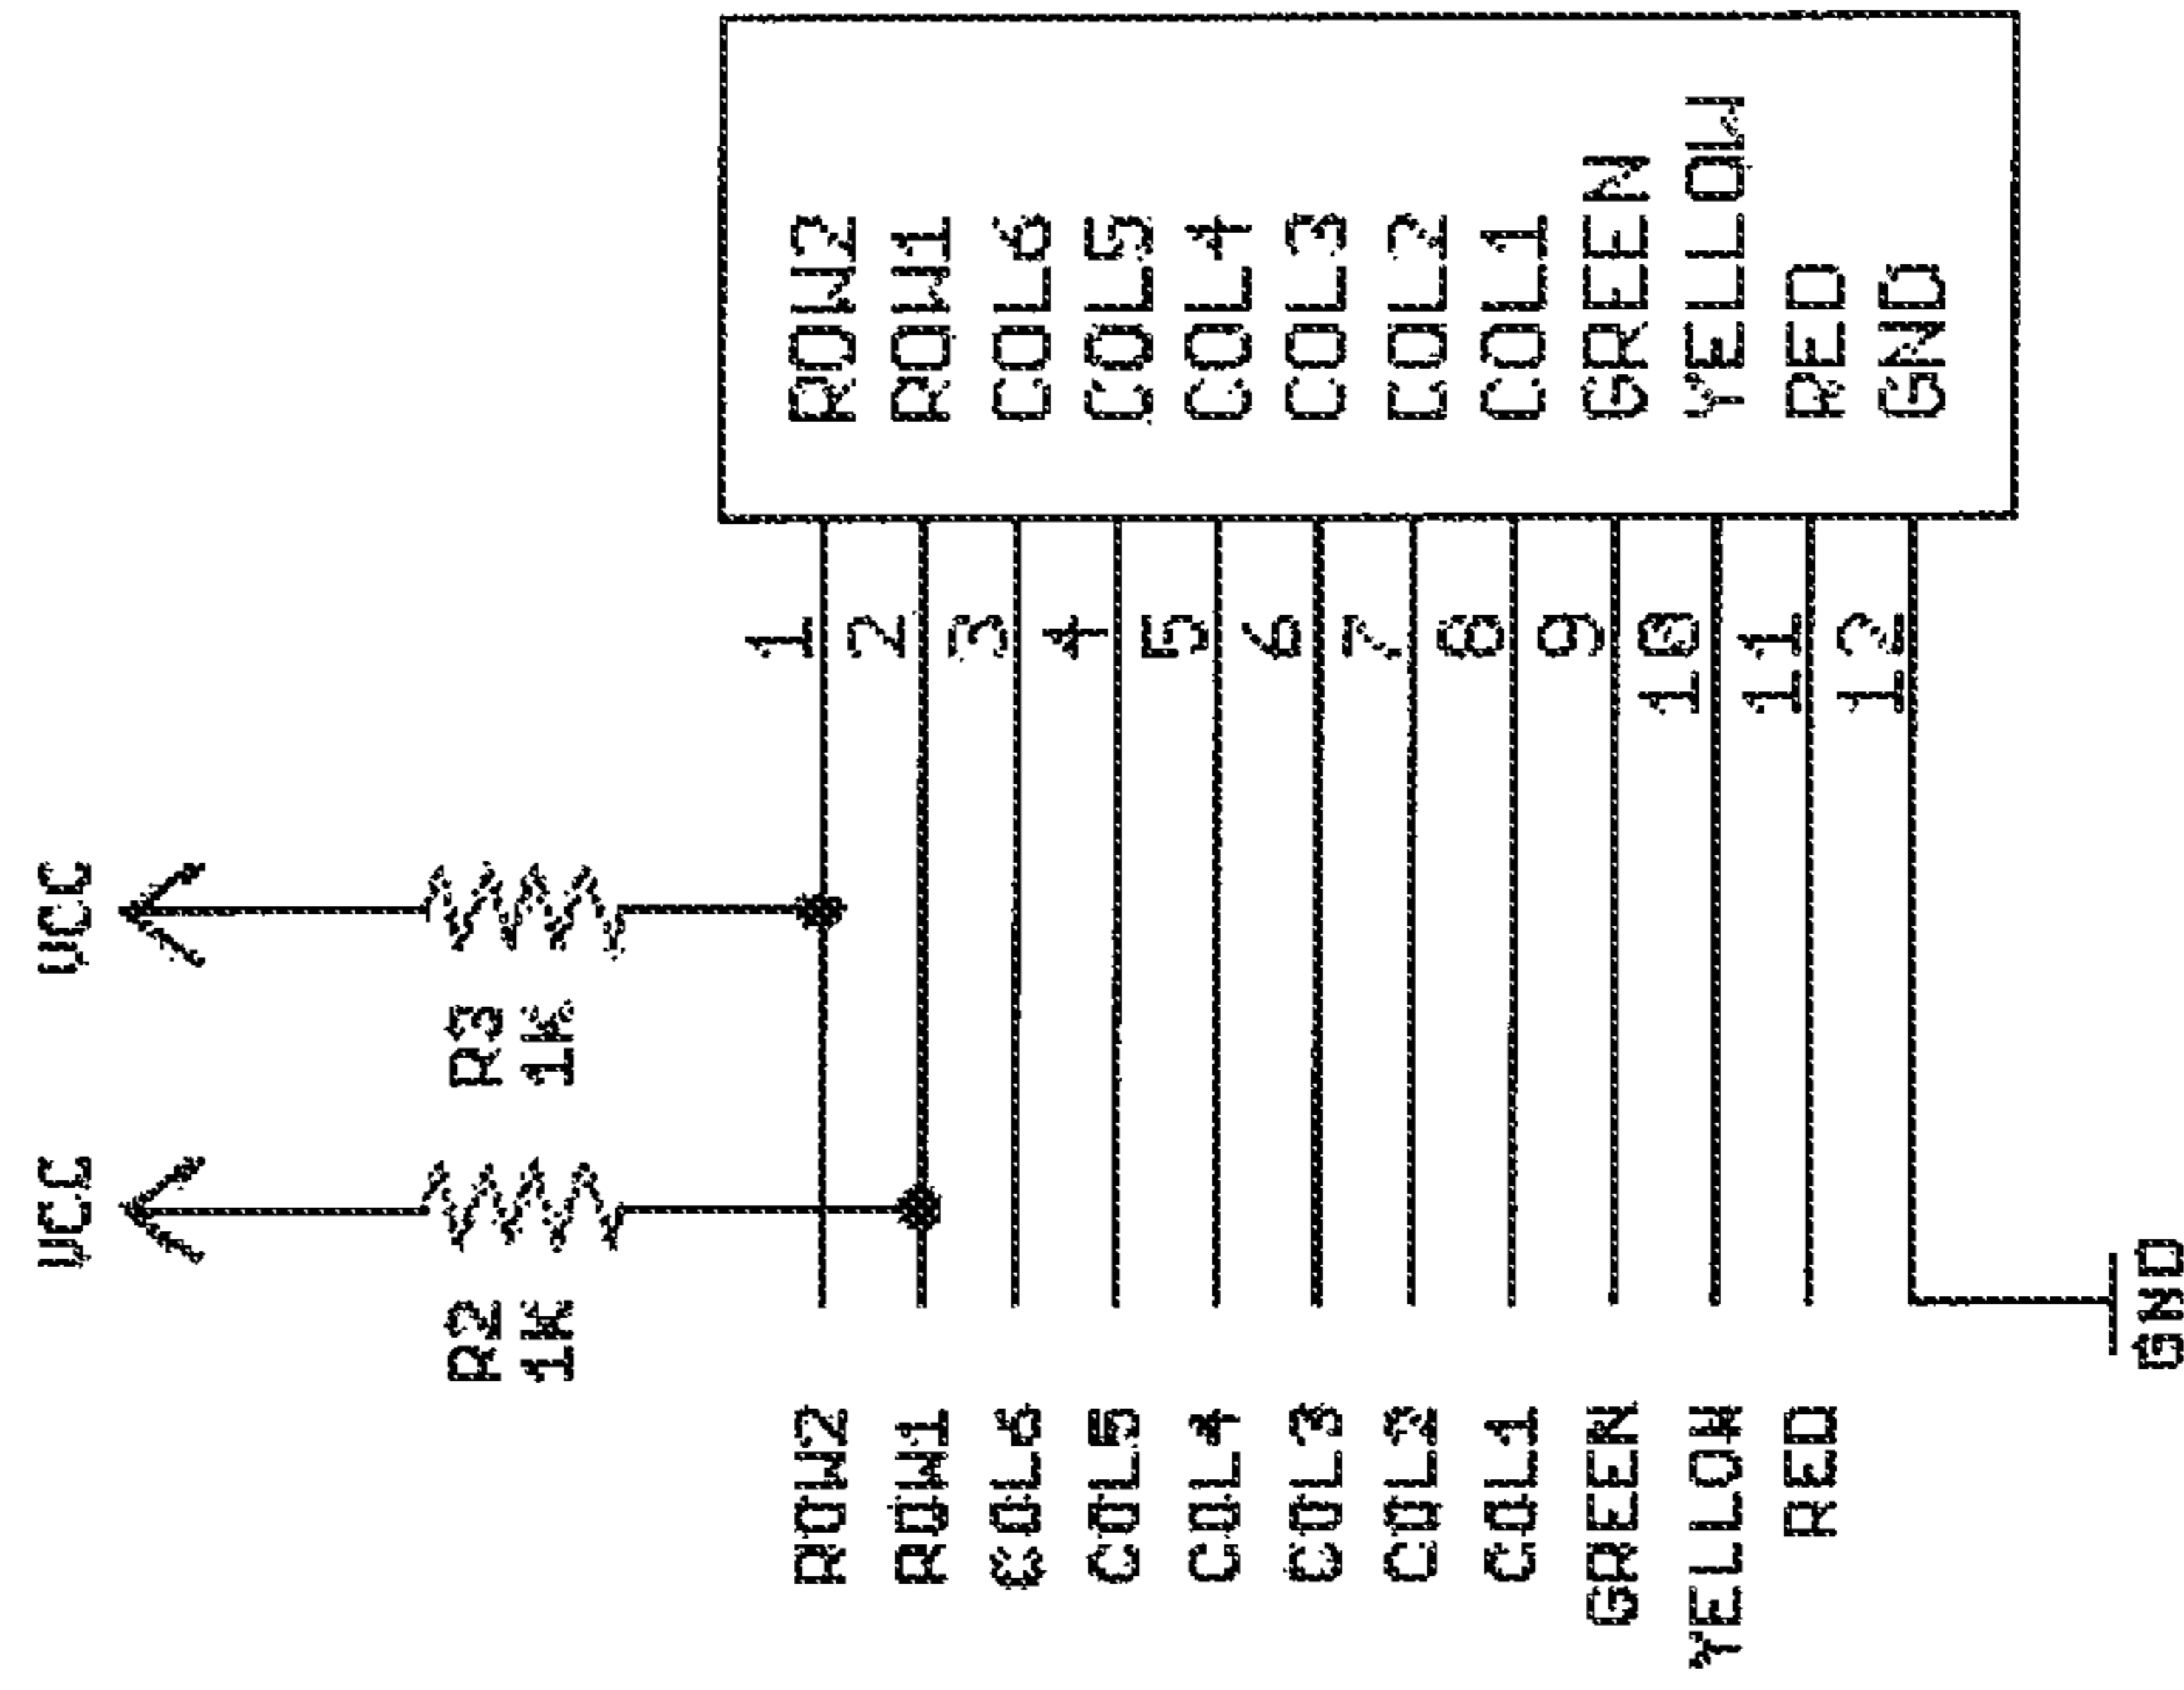 VCC
VCC
R2
1K
R3
1K
ROW2 1 ROW2
ROW1 2 ROW1
COL6 3 COL6
COL5 4 COL5
COL4 5 COL4
COL3 6 COL3
COL2 7 COL2
COL1 8 COL1
GREEN 9 GREEN
YELLOW 10 YELLOW
RED 11 RED
12 GND
GND